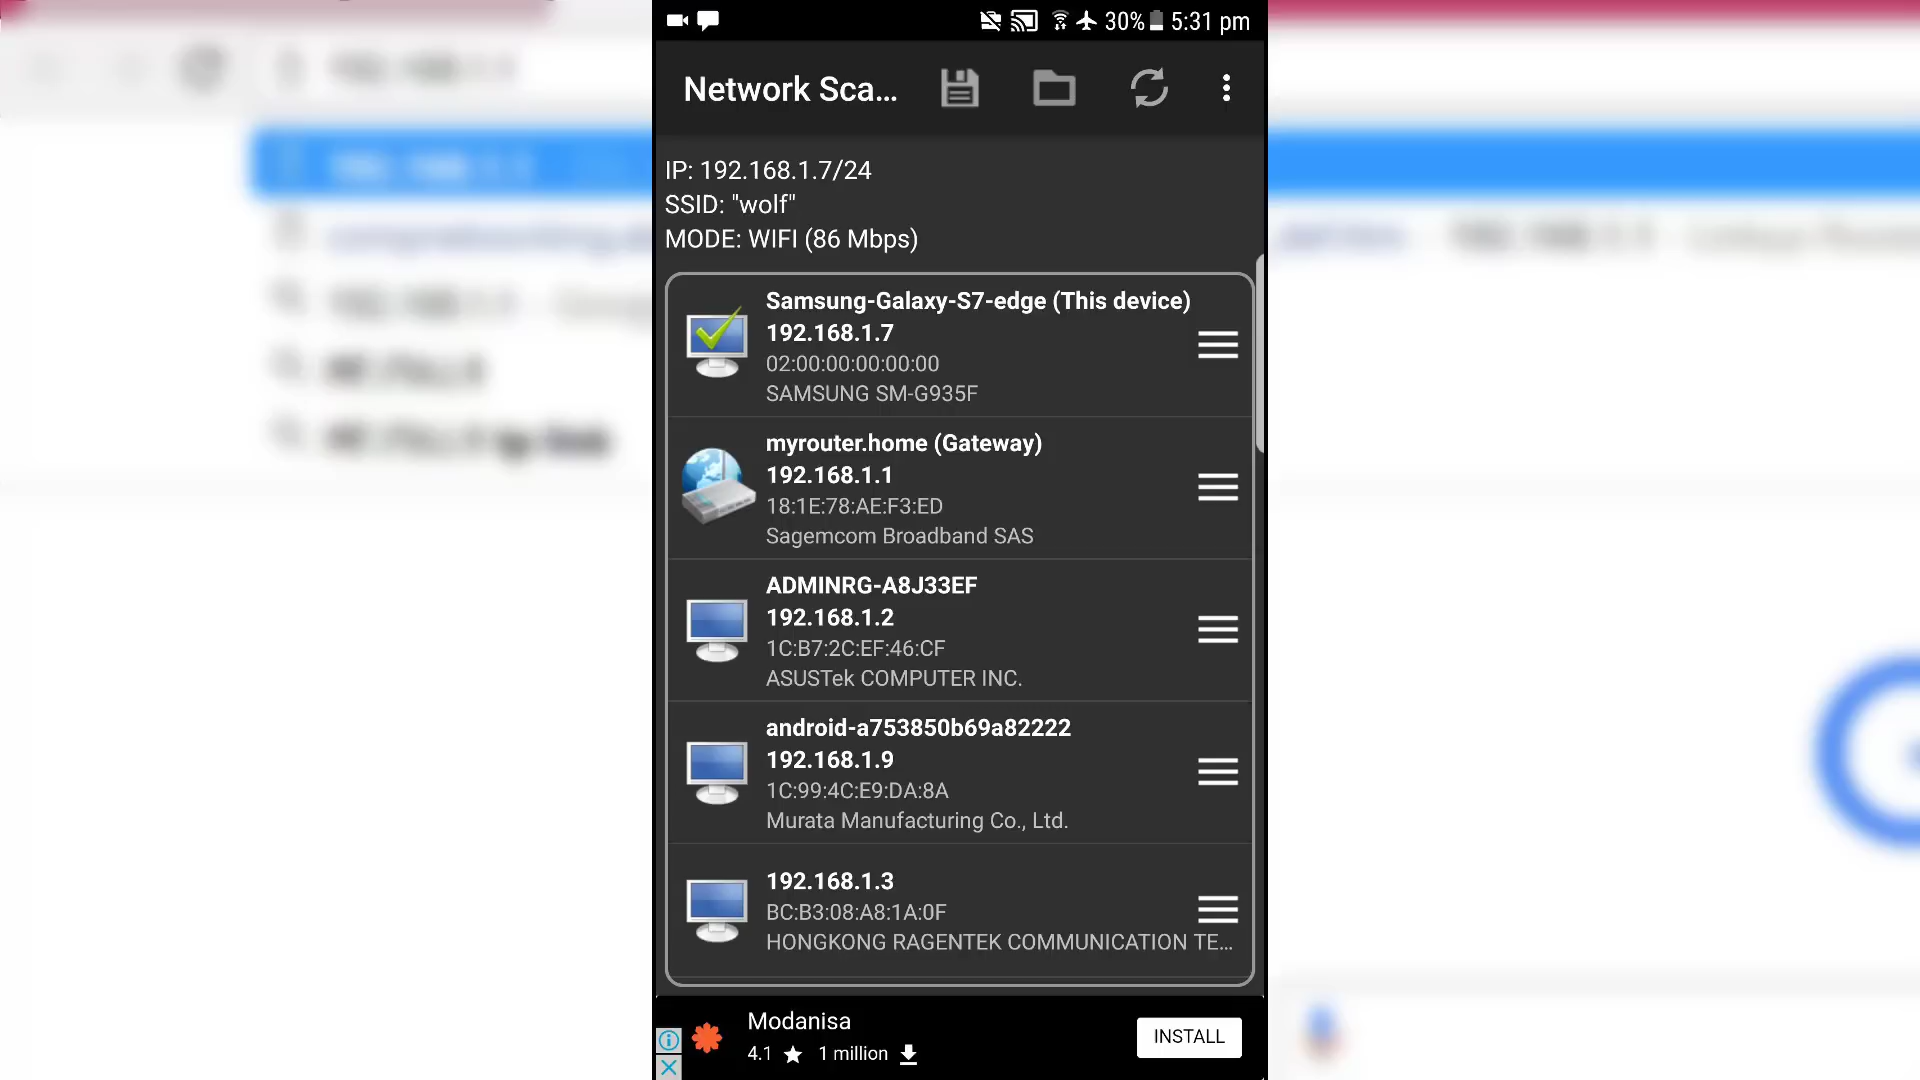 30% 5:31 pm
Network Sca...
IP: 192.168.1.7/24
SSID: "wolf"
MODE: WIFI (86 Mbps)
Samsung-Galaxy-S7-edge (This device)
192.168.1.7
02:00:00:00:00:00
SAMSUNG SM-G935F
myrouter.home (Gateway)
192.168.1.1
18:1E:78:AE:F3:ED
Sagemcom Broadband SAS
ADMINRG-A8J33EF
192.168.1.2
1C:B7:2C:EF:46:CF
ASUSTek COMPUTER INC.
android-a753850b69a82222
192.168.1.9
1C:99:4C:E9:DA:8A
Murata Manufacturing Co., Ltd.
192.168.1.3
BC:B3:08:A8:1A:0F
HONGKONG RAGENTEK COMMUNICATION TE...
Modanisa
4.1 ★ 1 million
INSTALL